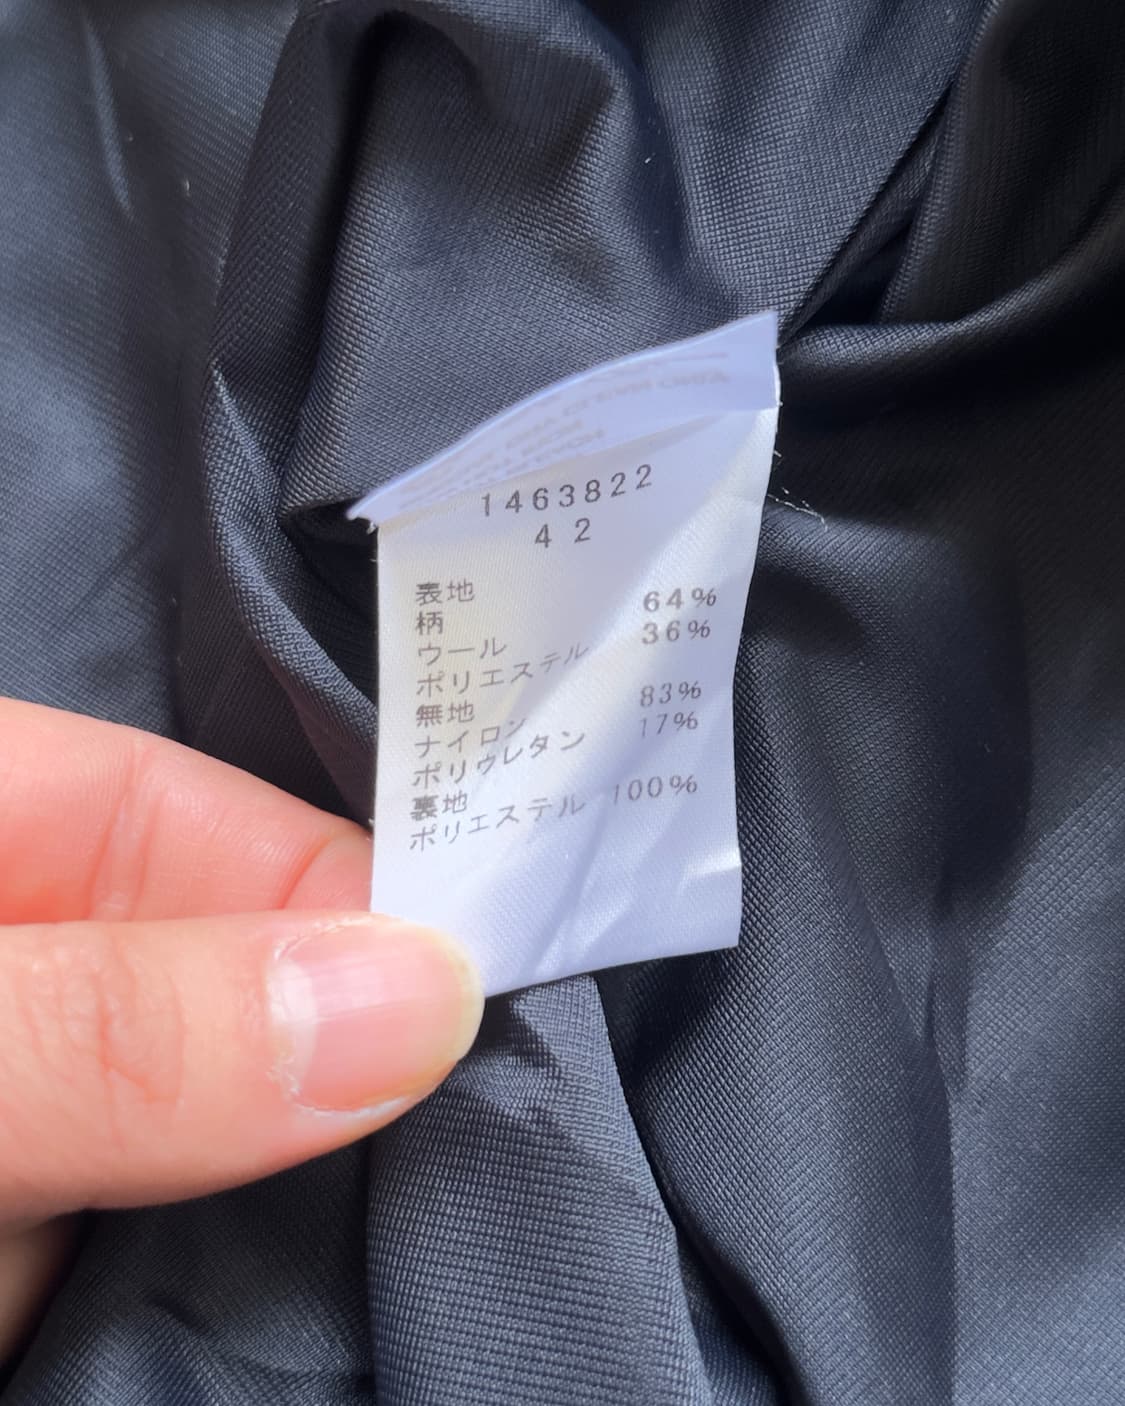 1463822
42
表地
柄
ウール 64%
ポリエステル 36%
無地
ナイロン 83%
ポリウレタン 17%
裏地
ポリエステル 100%